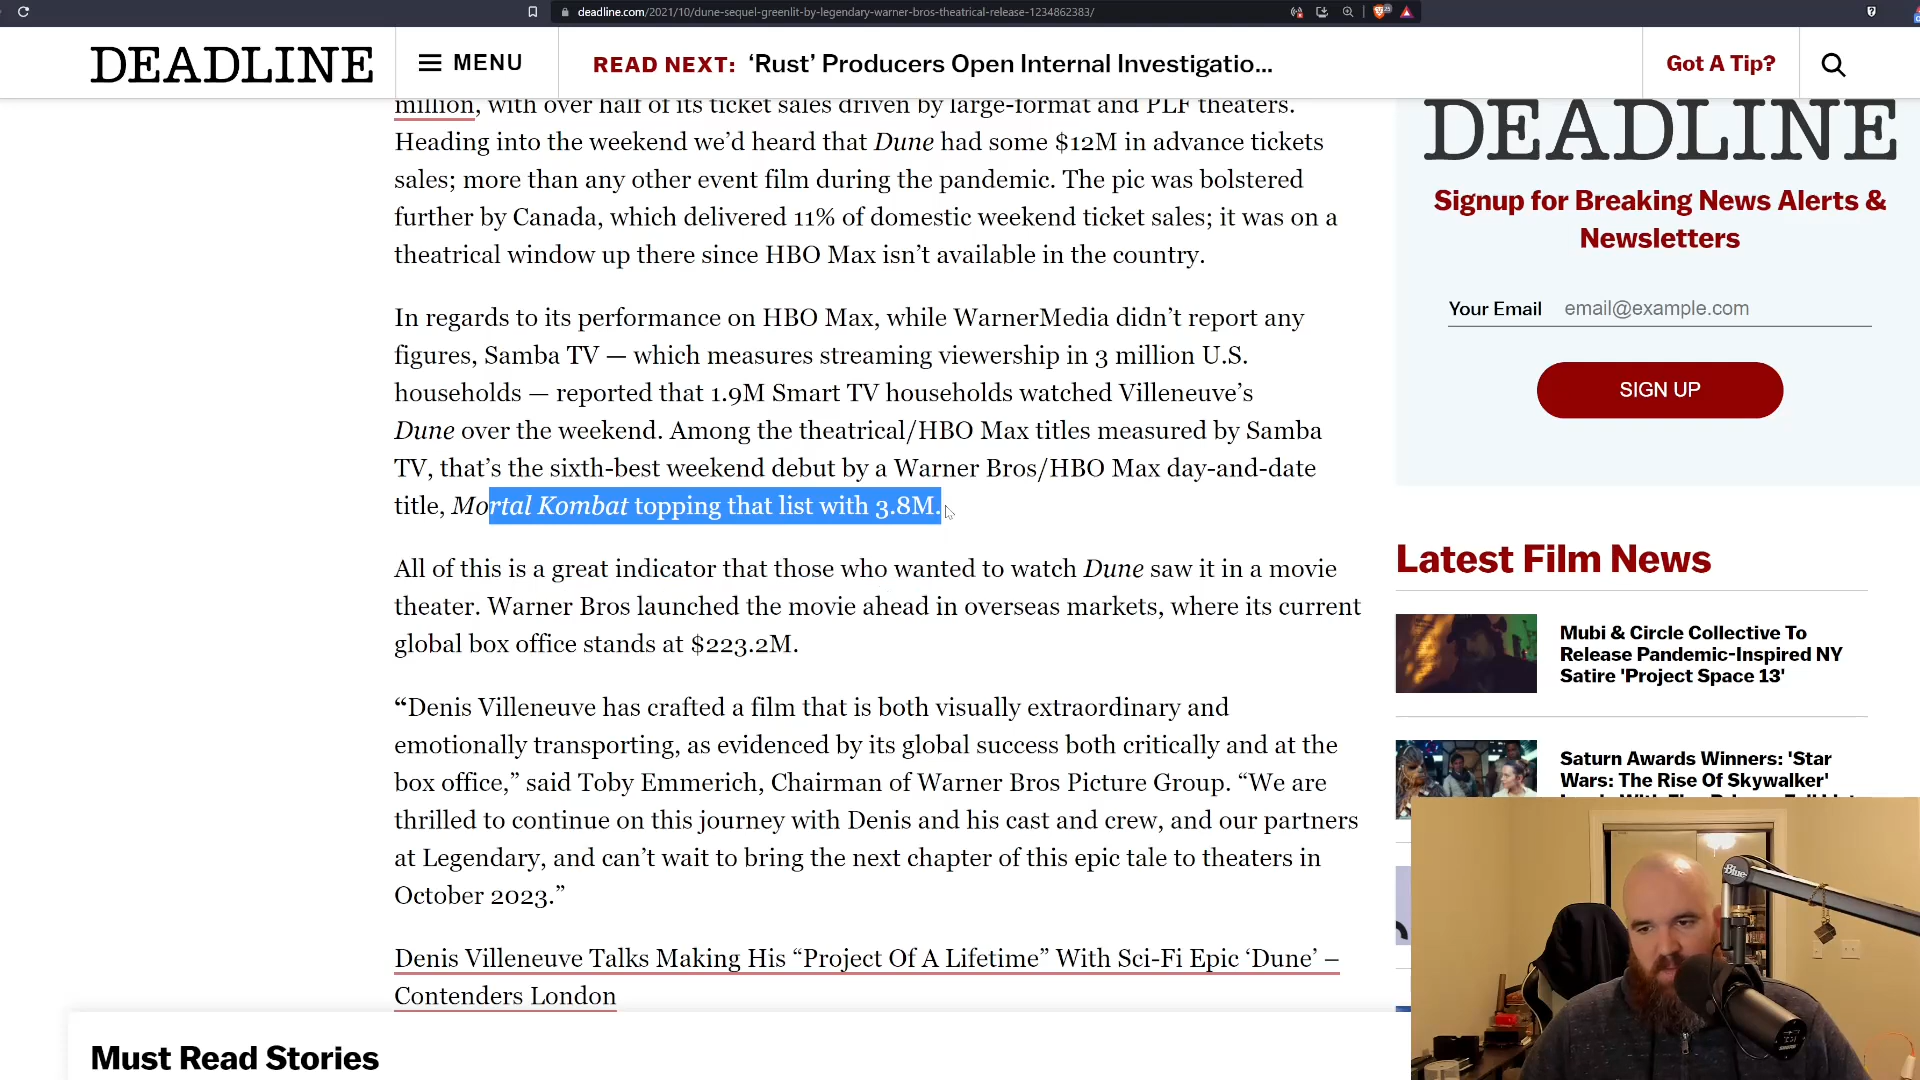 deadline.com/2021/10/dune-sequel-greenlit-by-legendary-warner-bros-theatrical-release-1234862383/
DEADLINE
MENU
READ NEXT: ‘Rust’ Producers Open Internal Investigatio...
Got A Tip?
million, with over half of its ticket sales driven by large-format and PLF theaters.
Heading into the weekend we’d heard that Dune had some $12M in advance tickets
sales; more than any other event film during the pandemic. The pic was bolstered
further by Canada, which delivered 11% of domestic weekend ticket sales; it was on a
theatrical window up there since HBO Max isn’t available in the country.
In regards to its performance on HBO Max, while WarnerMedia didn’t report any
figures, Samba TV — which measures streaming viewership in 3 million U.S.
households — reported that 1.9M Smart TV households watched Villeneuve’s
Dune over the weekend. Among the theatrical/HBO Max titles measured by Samba
TV, that’s the sixth-best weekend debut by a Warner Bros/HBO Max day-and-date
title, Mortal Kombat topping that list with 3.8M.
All of this is a great indicator that those who wanted to watch Dune saw it in a movie
theater. Warner Bros launched the movie ahead in overseas markets, where its current
global box office stands at $223.2M.
“Denis Villeneuve has crafted a film that is both visually extraordinary and
emotionally transporting, as evidenced by its global success both critically and at the
box office,” said Toby Emmerich, Chairman of Warner Bros Picture Group. “We are
thrilled to continue on this journey with Denis and his cast and crew, and our partners
at Legendary, and can’t wait to bring the next chapter of this epic tale to theaters in
October 2023.”
Denis Villeneuve Talks Making His “Project Of A Lifetime” With Sci-Fi Epic ‘Dune’ –
Contenders London
Must Read Stories
DEADLINE
Signup for Breaking News Alerts &
Newsletters
Your Email email@example.com
SIGN UP
Latest Film News
Mubi & Circle Collective To
Release Pandemic-Inspired NY
Satire 'Project Space 13'
Saturn Awards Winners: 'Star
Wars: The Rise Of Skywalker'
Blue